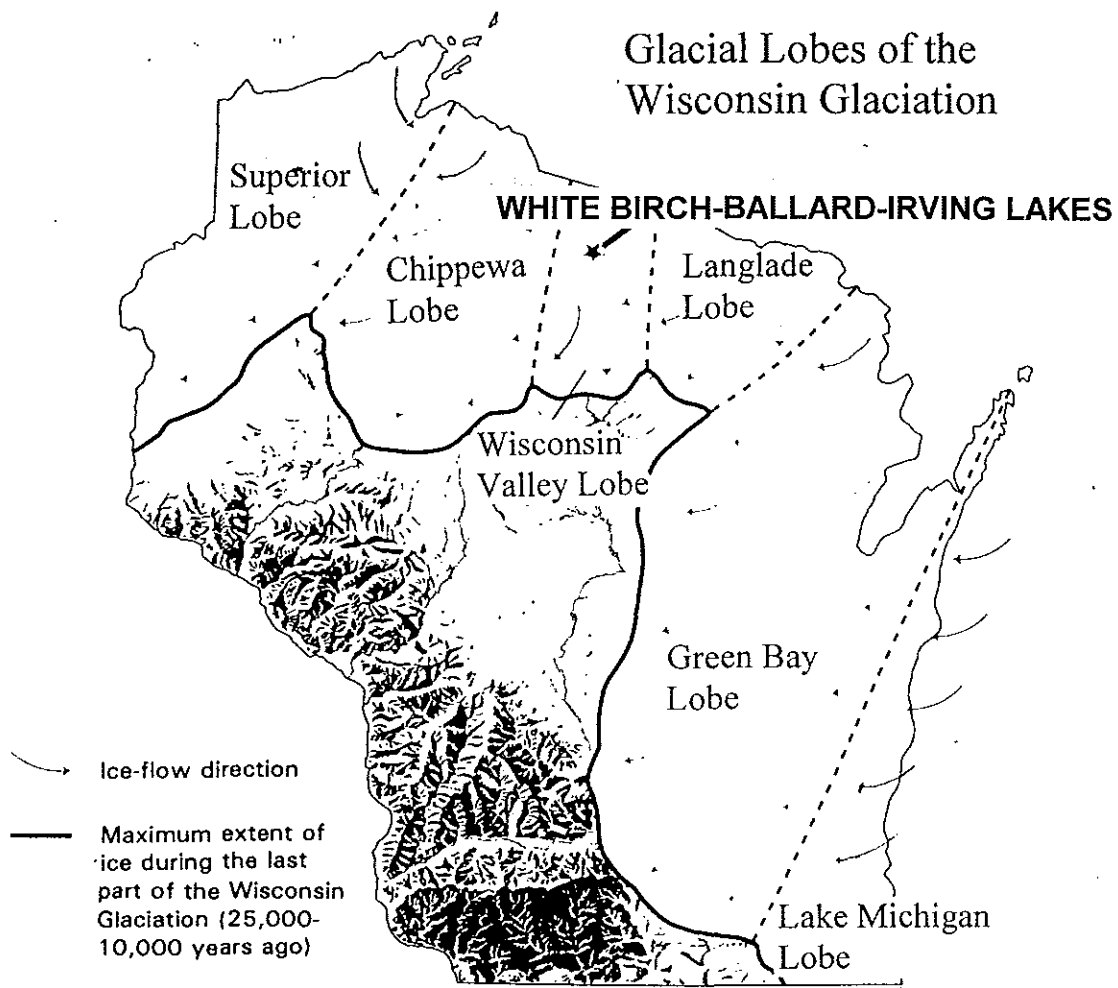 Glacial Lobes of the
Wisconsin Glaciation
Superior
Lobe
WHITE BIRCH-BALLARD-IRVING LAKES
Chippewa
Lobe
Langlade
Lobe
Wisconsin
Valley Lobe
Green Bay
Lobe
Ice-flow direction
Maximum extent of
ice during the last
part of the Wisconsin
Glaciation (25,000-
10,000 years ago)
Lake Michigan
Lobe